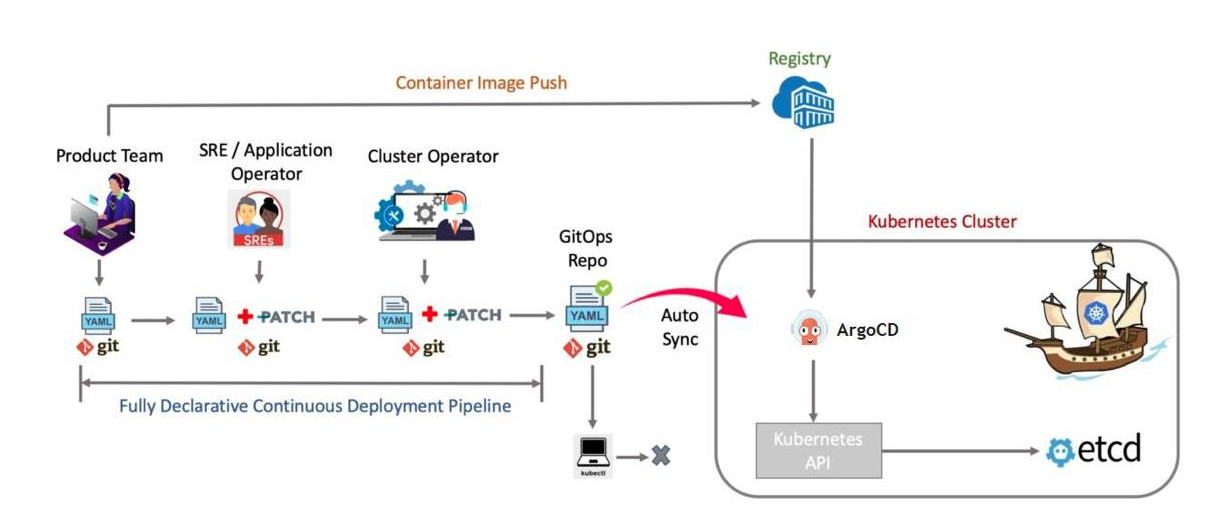 Registry
Container Image Push
Product Team
SRE / Application
Operator
Cluster Operator
SREs
Kubernetes Cluster
GitOps
Repo
YAML
YAML
PATCH
YAML
PATCH
YAML
Auto
Sync
ArgoCD
git
git
git
git
Fully Declarative Continuous Deployment Pipeline
kubectl
Kubernetes
API
etcd